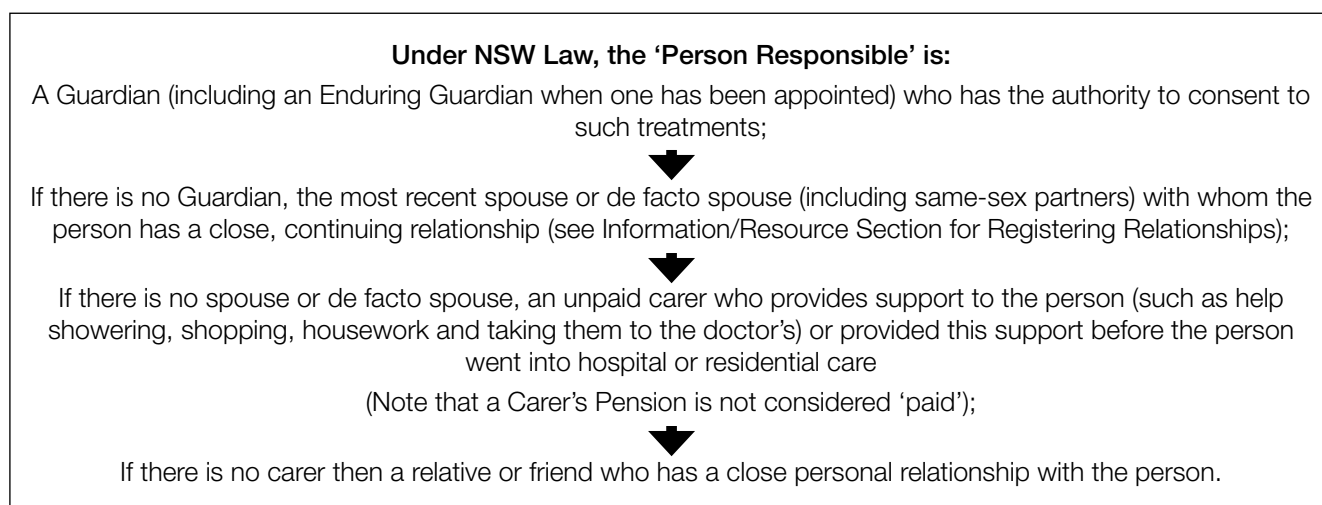 Under NSW Law, the ‘Person Responsible’ is:
A Guardian (including an Enduring Guardian when one has been appointed) who has the authority to consent to
such treatments;
If there is no Guardian, the most recent spouse or de facto spouse (including same-sex partners) with whom the
person has a close, continuing relationship (see Information/Resource Section for Registering Relationships);
If there is no spouse or de facto spouse, an unpaid carer who provides support to the person (such as help
showering, shopping, housework and taking them to the doctor’s) or provided this support before the person
went into hospital or residential care
(Note that a Carer’s Pension is not considered ‘paid’);
If there is no carer then a relative or friend who has a close personal relationship with the person.